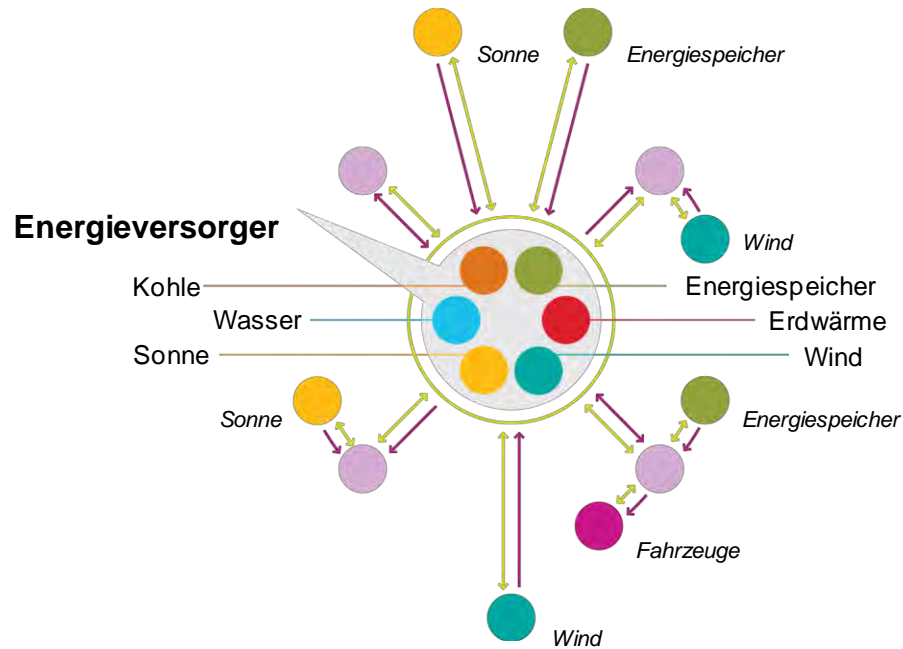 Sonne
Energiespeicher
Energieversorger
Wind
Kohle
Energiespeicher
Wasser
Erdwärme
Sonne
Wind
Sonne
Energiespeicher
Fahrzeuge
Wind